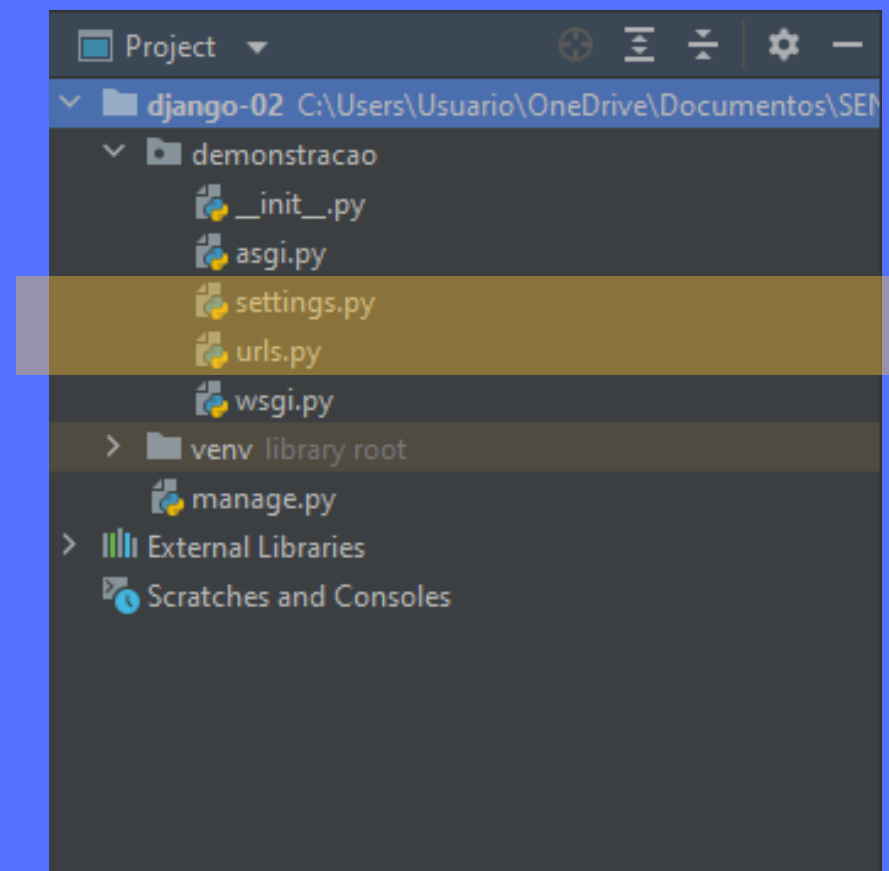 Project
django-02 C:\Users\Usuario\OneDrive\Documentos\SEN
demonstracao
__init__.py
asgi.py
settings.py
urls.py
wsgi.py
venv library root
manage.py
External Libraries
Scratches and Consoles